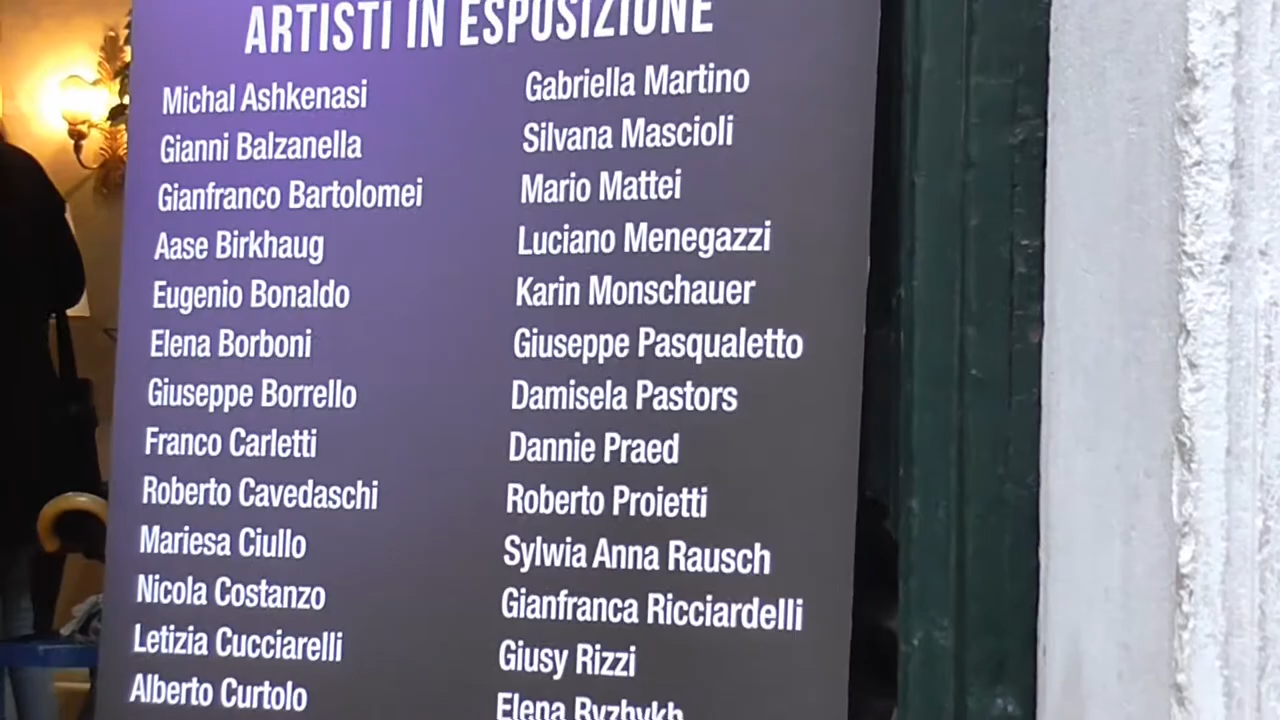 ARTISTI IN ESPOSIZIONE
Michal Ashkenasi
Gianni Balzanella
Gianfranco Bartolomei
Aase Birkhaug
Eugenio Bonaldo
Elena Borboni
Giuseppe Borrello
Franco Carletti
Roberto Cavedaschi
Mariesa Ciullo
Nicola Costanzo
Letizia Cucciarelli
Alberto Curtolo
Gabriella Martino
Silvana Mascioli
Mario Mattei
Luciano Menegazzi
Karin Monschauer
Giuseppe Pasqualetto
Damisela Pastors
Dannie Praed
Roberto Proietti
Sylwia Anna Rausch
Gianfranca Ricciardelli
Giusy Rizzi
Elena Ryzhykh